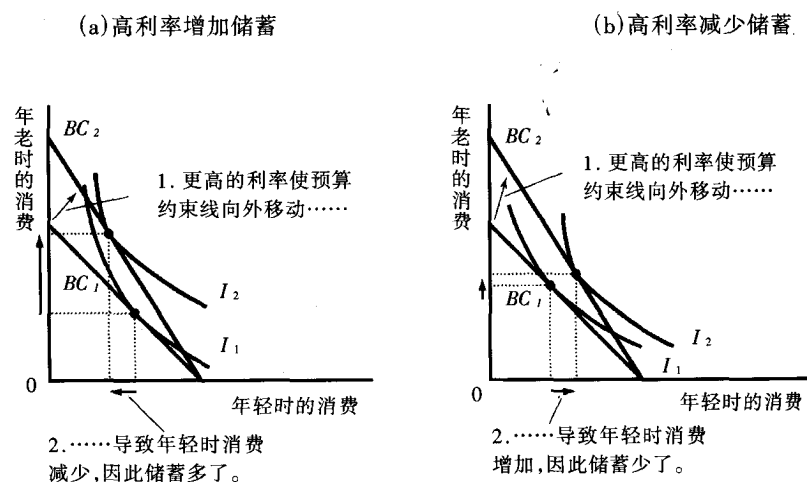 (a)高利率增加储蓄
年老时的消费
BC2
1. 更高的利率使预算
约束线向外移动……
BC1
I2
I1
0
年轻时的消费
2.……导致年轻时消费
减少,因此储蓄多了。
(b)高利率减少储蓄
年老时的消费
BC2
1. 更高的利率使预算
约束线向外移动……
BC1
I2
I1
0
年轻时的消费
2.……导致年轻时消费
增加,因此储蓄少了。